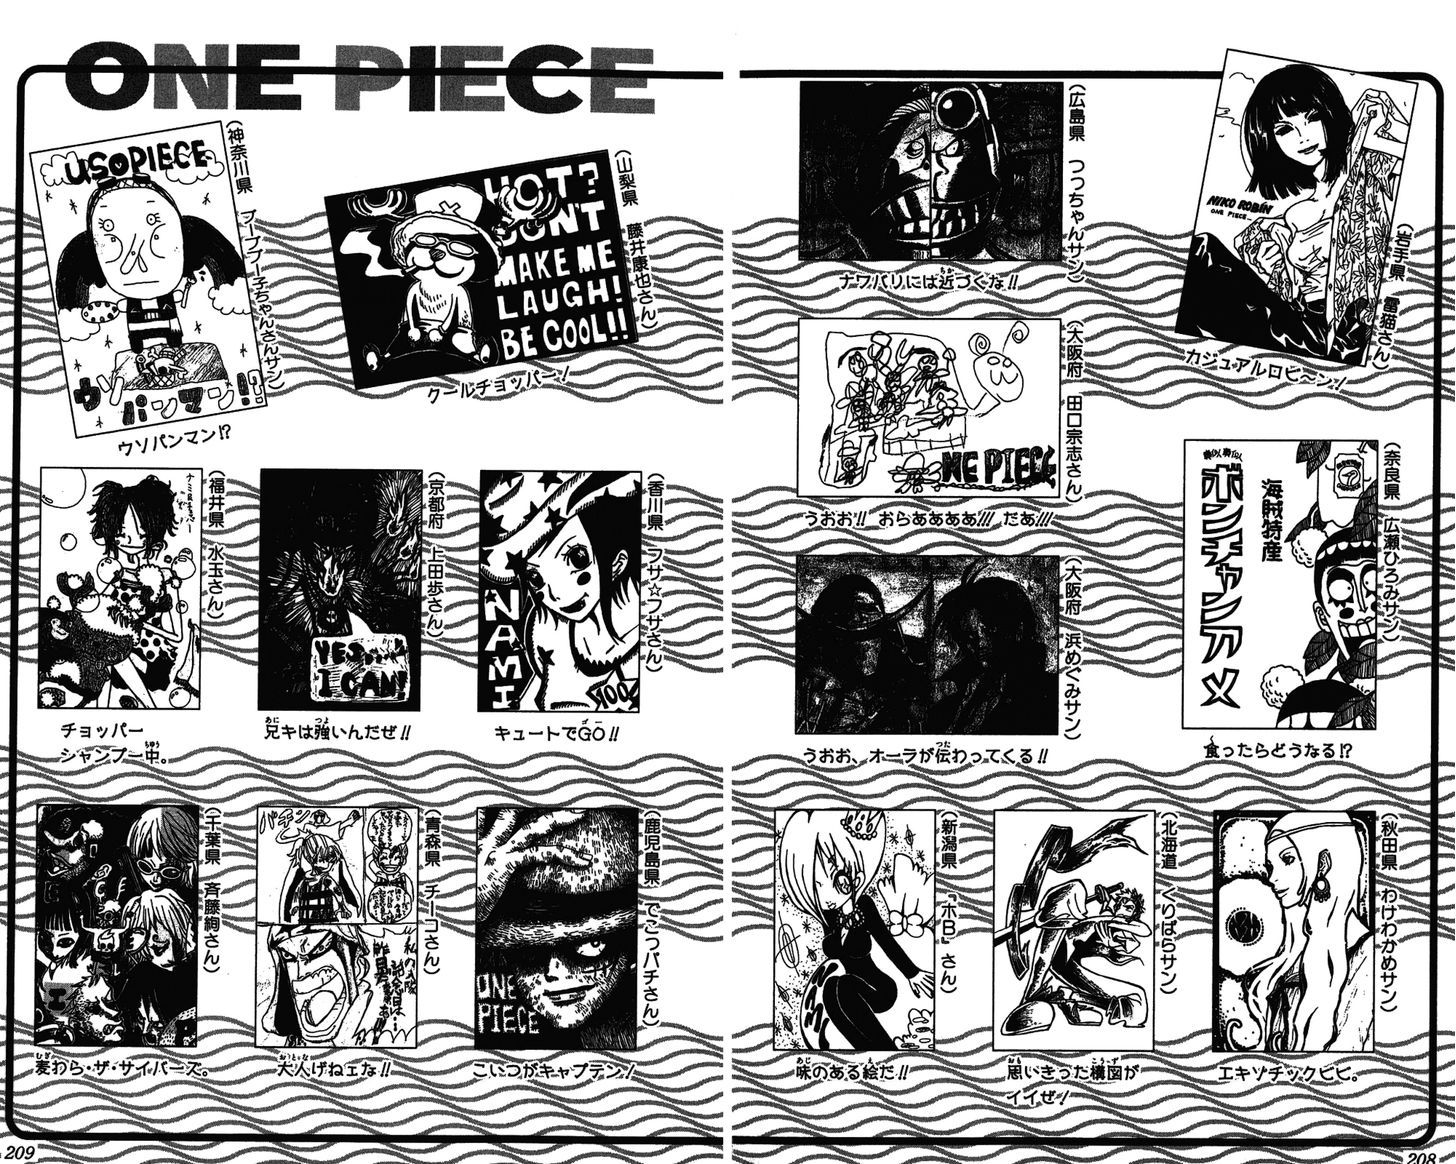 ONE PIECE
(岩手県 雷猫さん)
NIKO ROBIN
ONE PIECE
カジュアルロビ〜ン!
(広島県 つつちゃんサン)
ナワバリには近づくな!!
(大阪府 田口宗志さん)
NE PIECE
うおお!! おらああああ!!! だあ!!!
(奈良県 広瀬ひろみサン)
海賊特産
ボンチャンアメ
食ったらどうなる!?
(大阪府 浜めぐみサン)
うおお、オーラが伝わってくる!!
(秋田県 わけわかめサン)
エキゾチックビビ。
(北海道 くりぱらサン)
思いきった構図が
イイぜ!
(新潟県 『ホB』さん)
味のある絵だ!!
208
(山梨県 藤井康也さん)
HOT?
DON'T
MAKE ME
LAUGH!
BE COOL!!
クールチョッパー!
(神奈川県 プープー子ちゃんさんサン)
USOPIECE
ウソ
パンマン!!?
ウソパンマン!?
(香川県 フサ☆フサさん)
NAMI
キュートでGO!!
(京都府 上田歩さん)
YES...
I CAN!
兄キは強いんだぜ!!
(福井県 水玉さん)
チョッパー
シャンプー中。
(鹿児島県 でこっパチさん)
ONE
PIECE
こいつがキャプテン!
(青森県 チーコさん)
バチン
大人げねェな!!
(千葉県 斉藤絢さん)
麦わら・ザ・サイバーズ。
209